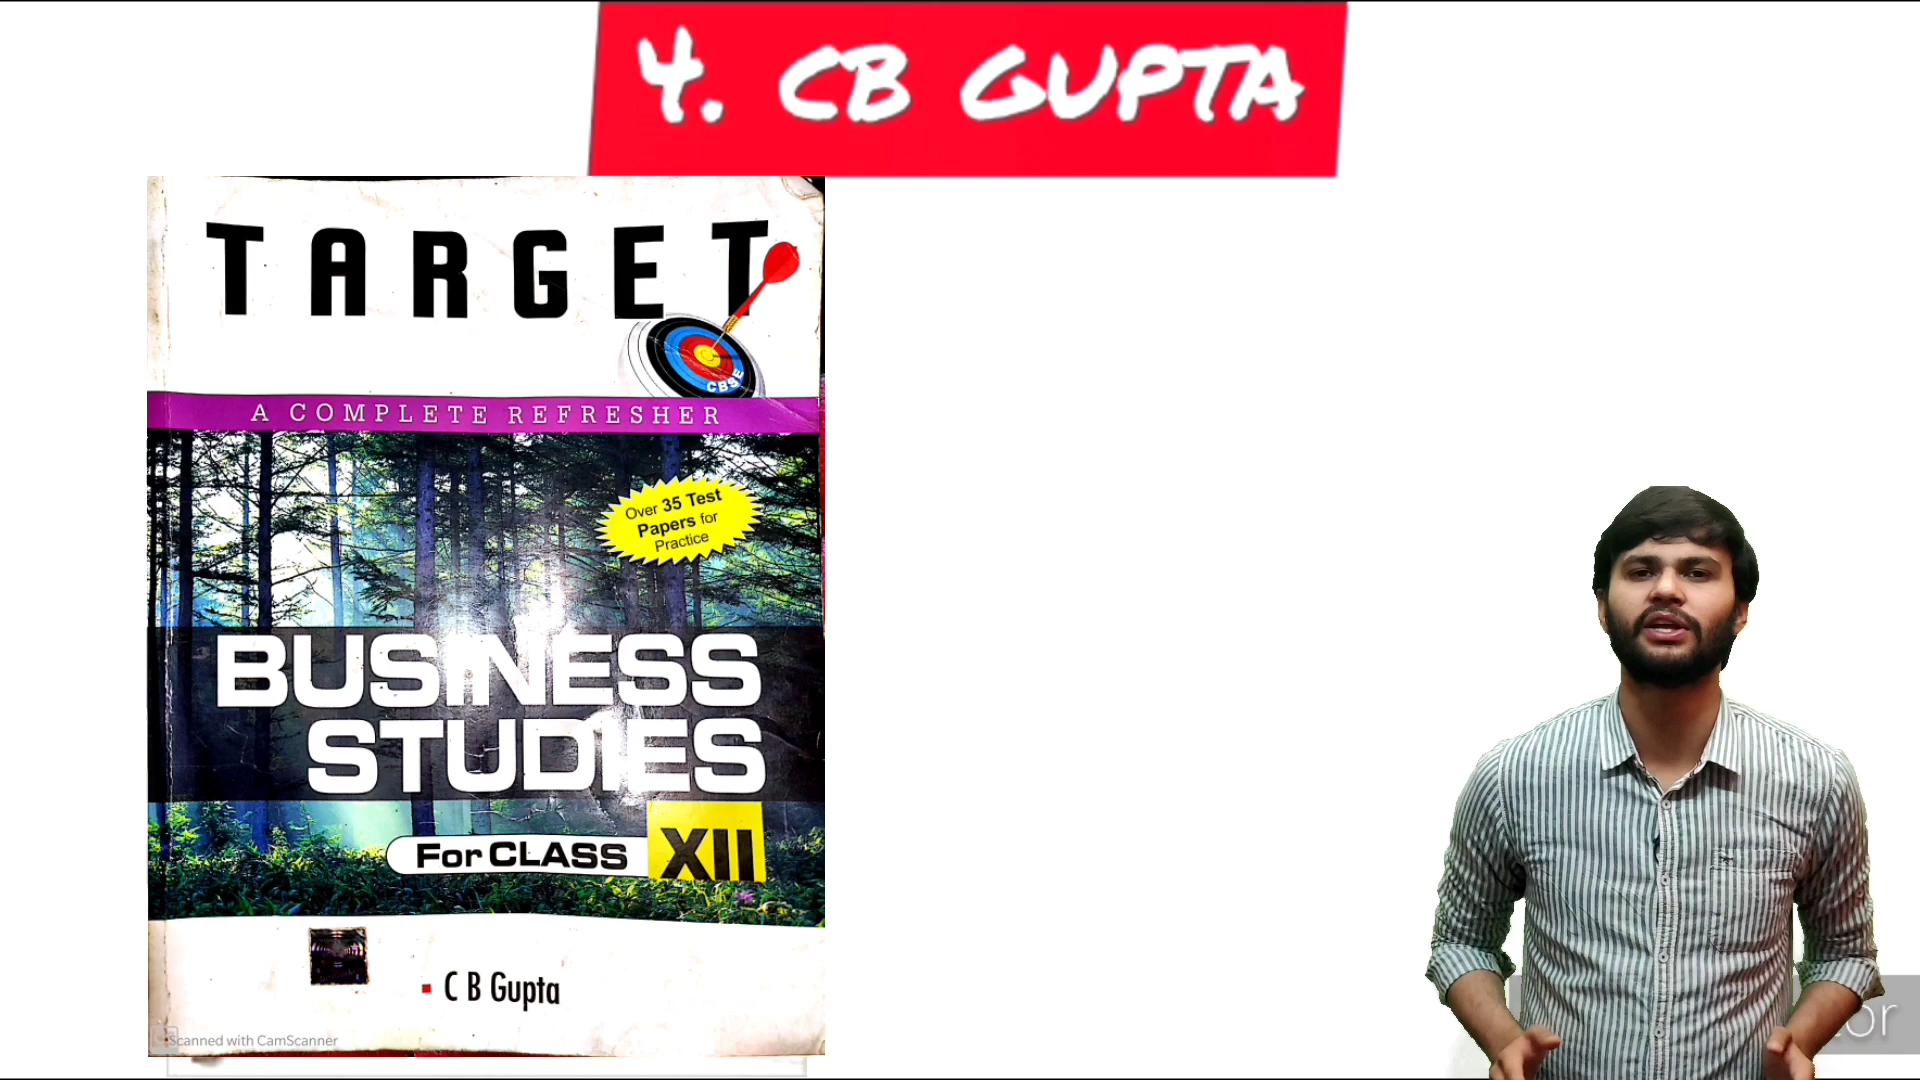 4. CB GUPTA
TARGET
CBSE
A COMPLETE REFRESHER
Over 35 Test
Papers for
Practice
BUSINESS
STUDIES
For CLASS XII
C B Gupta
Scanned with CamScanner